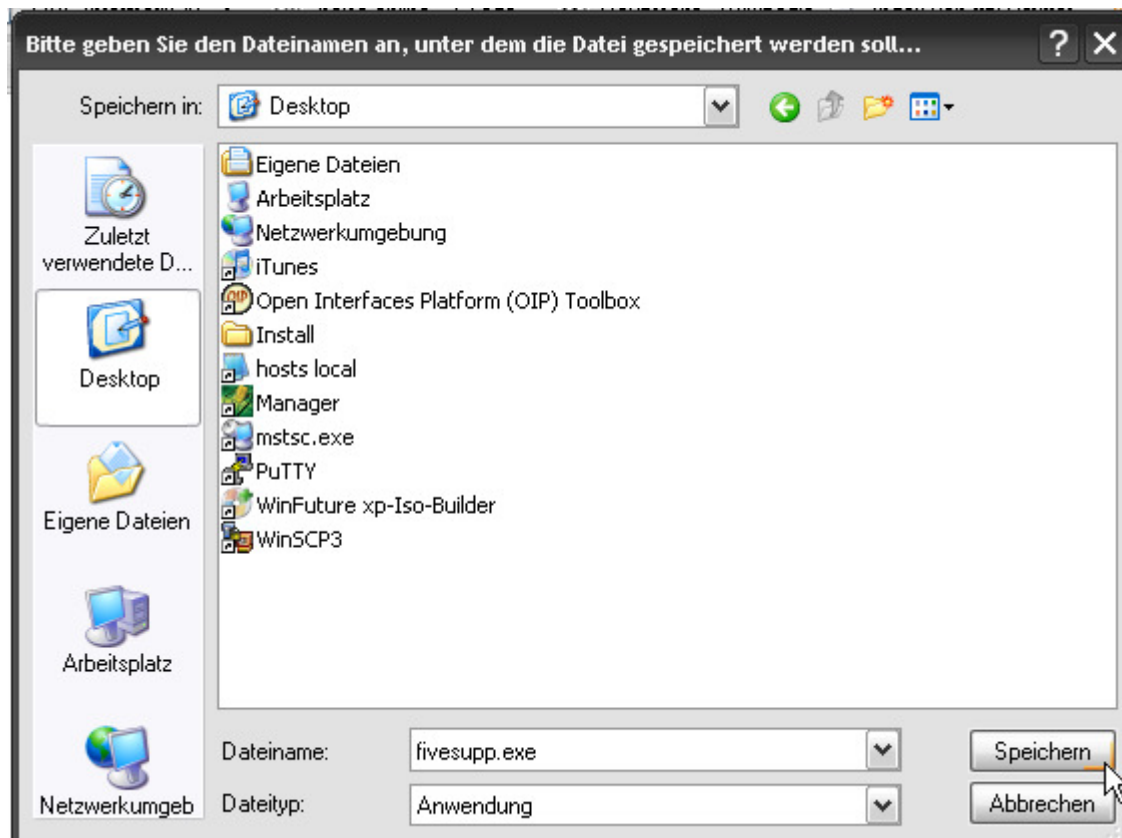 Bitte geben Sie den Dateinamen an, unter dem die Datei gespeichert werden soll...
Speichern in:
Desktop
Zuletzt
verwendete D...
Desktop
Eigene Dateien
Arbeitsplatz
Netzwerkumgeb
Eigene Dateien
Arbeitsplatz
Netzwerkumgebung
iTunes
Open Interfaces Platform (OIP) Toolbox
Install
hosts local
Manager
mstsc.exe
PuTTY
WinFuture xp-Iso-Builder
WinSCP3
Dateiname:
fivesupp.exe
Speichern
Dateityp:
Anwendung
Abbrechen